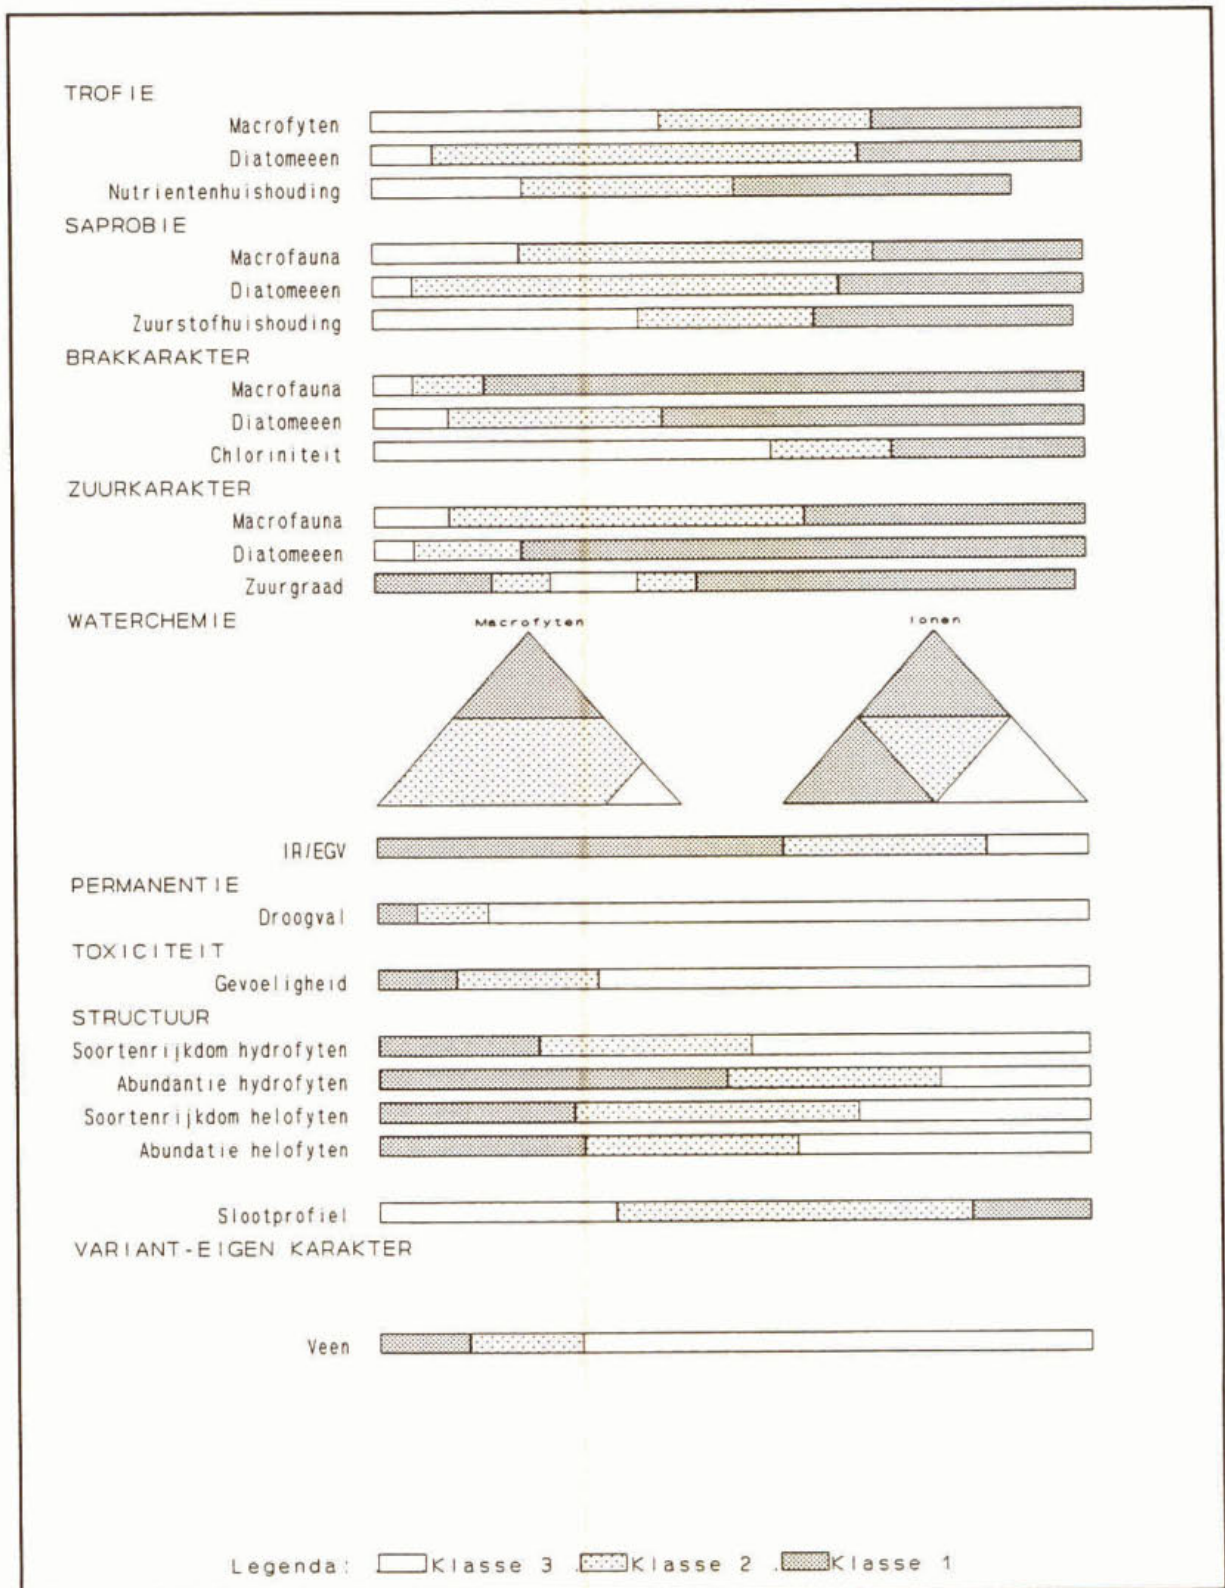 TROFIE
Macrofyten
Diatomeeen
Nutrientenhuishouding
SAPROBIE
Macrofauna
Diatomeeen
Zuurstofhuishouding
BRAKKARAKTER
Macrofauna
Diatomeeen
Chloriniteit
ZUURKARAKTER
Macrofauna
Diatomeeen
Zuurgraad
WATERCHEMIE
Macrofyten
Ionen
IR/EGV
PERMANENTIE
Droogval
TOXICITEIT
Gevoeligheid
STRUCTUUR
Soortenrijkdom hydrofyten
Abundantie hydrofyten
Soortenrijkdom helofyten
Abundatie helofyten
Slootprofiel
VARIANT-EIGEN KARAKTER
Veen
Legenda: Klasse 3 Klasse 2 Klasse 1